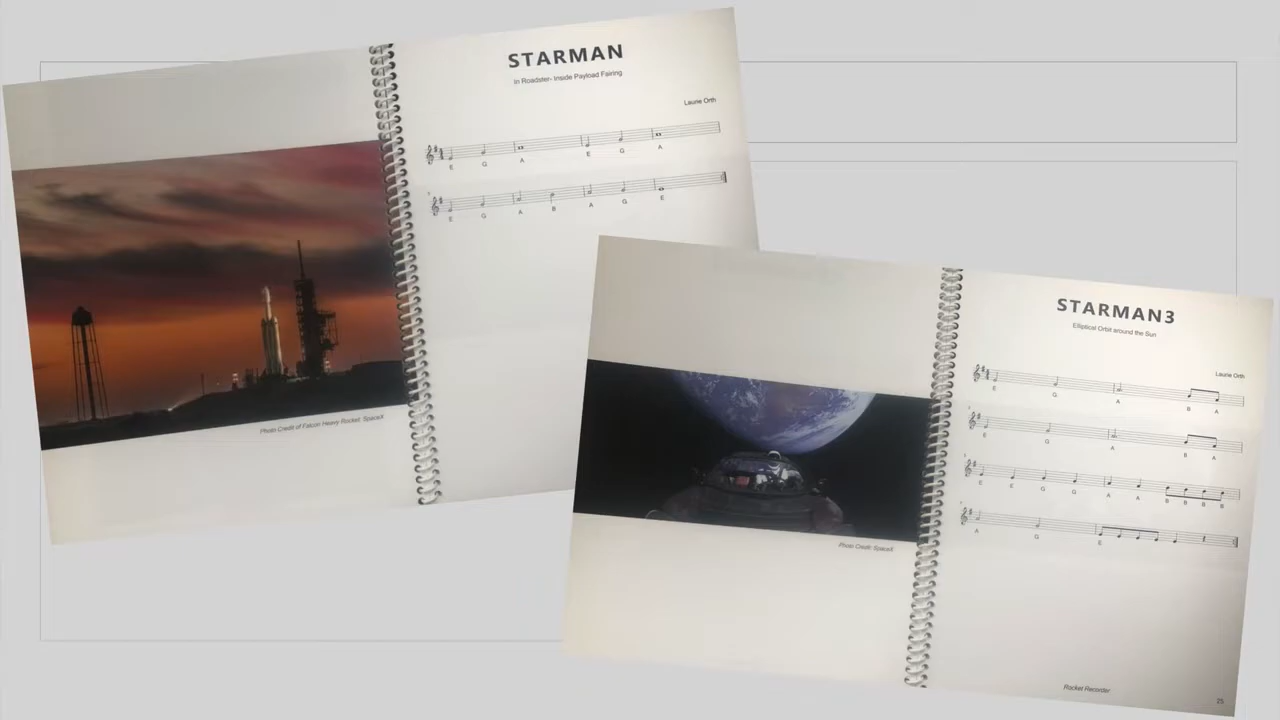 STARMAN
In Roadster- Inside Payload Fairing
Laurie Orth
E G A E G A
E G A B A G E
Photo Credit of Falcon Heavy Rocket: SpaceX
STARMAN3
Elliptical Orbit around the Sun
Laurie Orth
E G A B A
E G A B A
E E G G A A B B B B
A G E
Photo Credit: SpaceX
Rocket Recorder
25